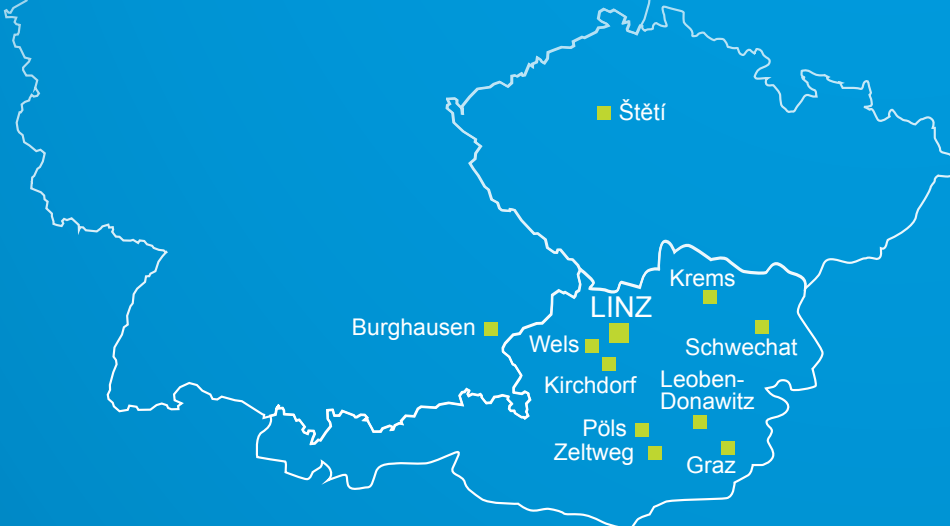 Štětí
Krems
LINZ
Burghausen
Wels
Schwechat
Kirchdorf
Leoben-
Donawitz
Pöls
Zeltweg
Graz